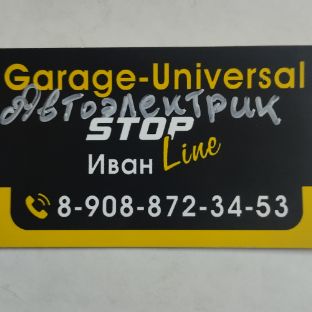 Garage-Universal
Автоэлектрик
STOP
Line
Иван
8-908-872-34-53